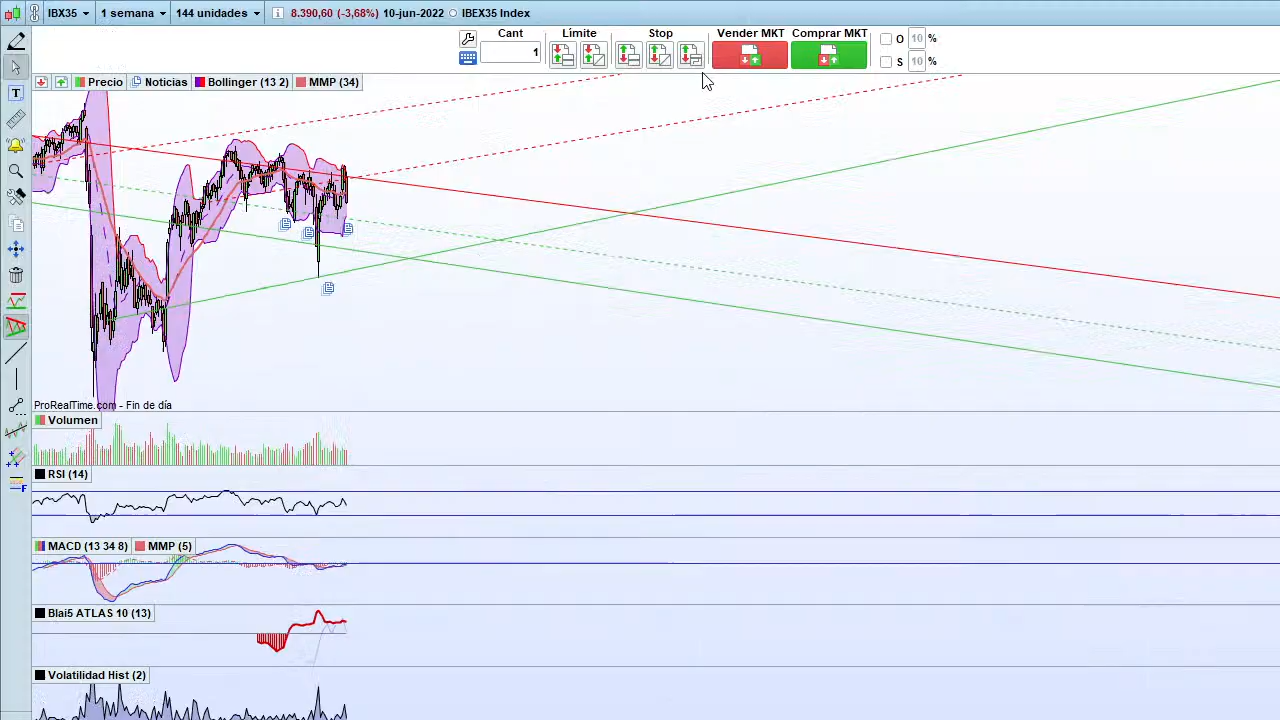 IBX35 1 semana 144 unidades i 8.390,60 (-3,68%) 10-jun-2022 IBEX35 Index
Cant Límite Stop Vender MKT Comprar MKT
1
O 10 %
S 10 %
T
Precio Noticias Bollinger (13 2) MMP (34)
ProRealTime.com - Fin de día
Volumen
RSI (14)
F
MACD (13 34 8) MMP (5)
Blai5 ATLAS 10 (13)
Volatilidad Hist (2)